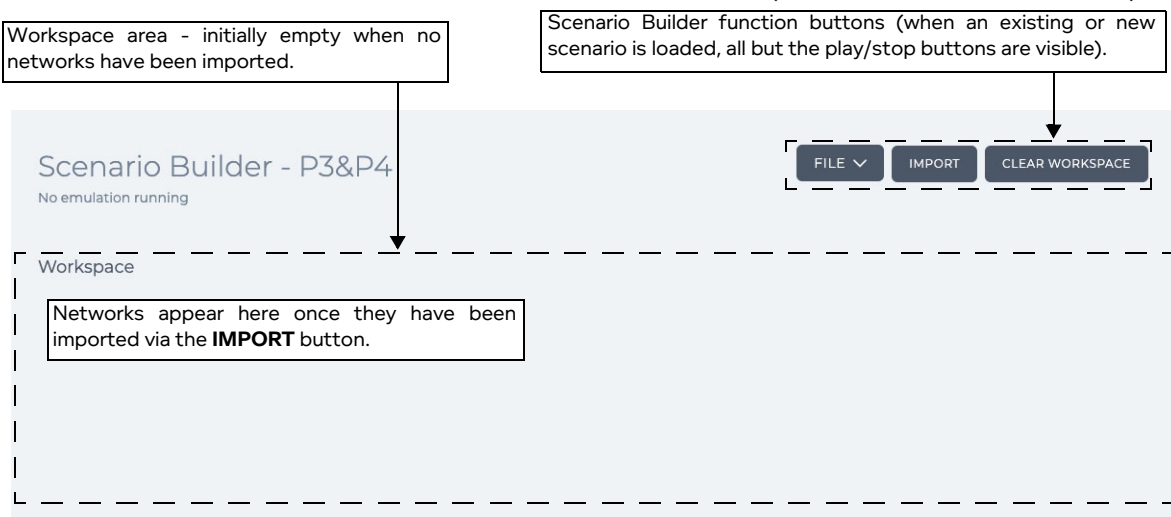 Workspace area - initially empty when no
networks have been imported.
Scenario Builder function buttons (when an existing or new
scenario is loaded, all but the play/stop buttons are visible).
Scenario Builder - P3&P4
No emulation running
FILE
IMPORT
CLEAR WORKSPACE
Workspace
Networks appear here once they have been
imported via the IMPORT button.